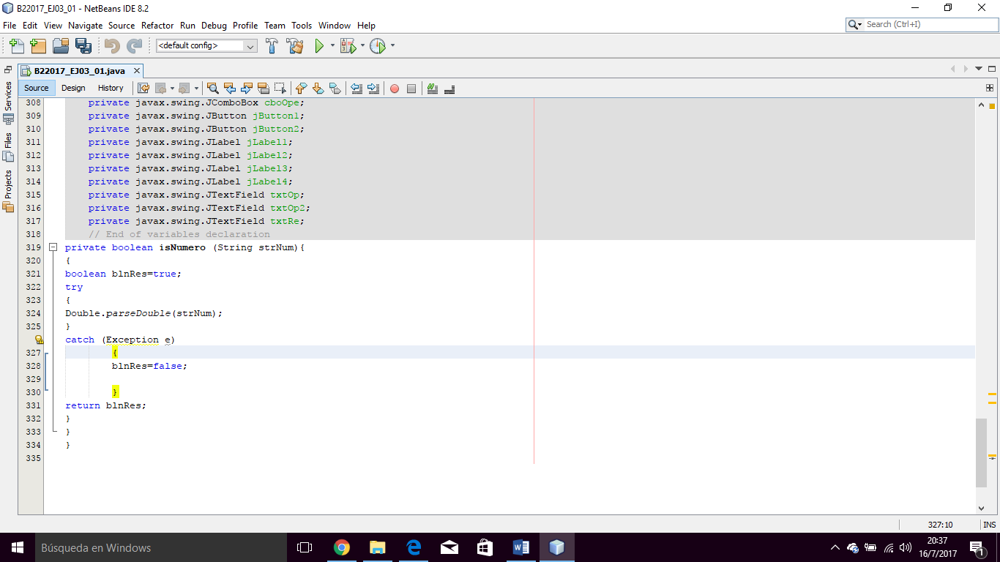 B22017_EJ03_01 - NetBeans IDE 8.2
File Edit View Navigate Source Refactor Run Debug Profile Team Tools Window Help
Search (Ctrl+I)
<default config>
B22017_EJ03_01.java
Source Design History
Services
Files
Projects
308 private javax.swing.JComboBox cboOpe;
309 private javax.swing.JButton jButton1;
310 private javax.swing.JButton jButton2;
311 private javax.swing.JLabel jLabel1;
312 private javax.swing.JLabel jLabel2;
313 private javax.swing.JLabel jLabel3;
314 private javax.swing.JLabel jLabel4;
315 private javax.swing.JTextField txtOp;
316 private javax.swing.JTextField txtOp2;
317 private javax.swing.JTextField txtRe;
318 // End of variables declaration
319 private boolean isNumero (String strNum){
320 {
321 boolean blnRes=true;
322 try
323 {
324 Double.parseDouble(strNum);
325 }
catch (Exception e)
327 {
328 blnRes=false;
329
330 }
331 return blnRes;
332 }
333 }
334 }
335
327:10 INS
Búsqueda en Windows
20:37
16/7/2017
1